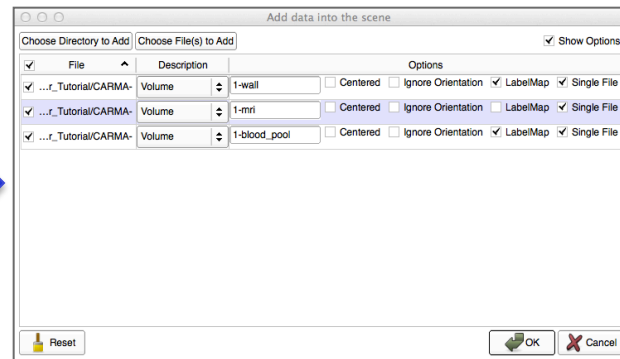 Add data into the scene
Choose Directory to Add Choose File(s) to Add Show Options
File Description Options
...r_Tutorial/CARMA- Volume 1-wall Centered Ignore Orientation LabelMap Single File
...r_Tutorial/CARMA- Volume 1-mri Centered Ignore Orientation LabelMap Single File
...r_Tutorial/CARMA- Volume 1-blood_pool Centered Ignore Orientation LabelMap Single File
Reset OK Cancel